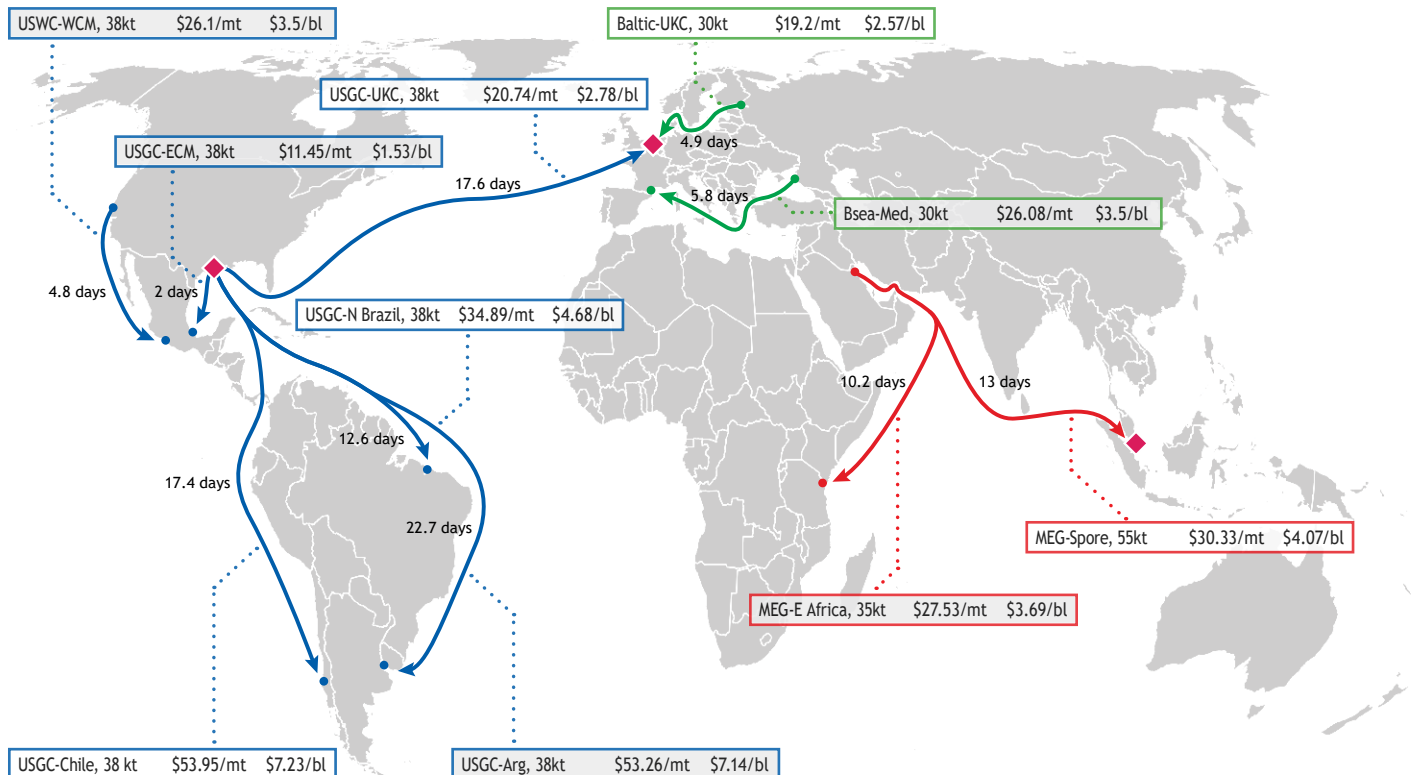 USWC-WCM, 38kt $26.1/mt $3.5/bl
Baltic-UKC, 30kt $19.2/mt $2.57/bl
USGC-UKC, 38kt $20.74/mt $2.78/bl
4.9 days
USGC-ECM, 38kt $11.45/mt $1.53/bl
17.6 days
5.8 days
Bsea-Med, 30kt $26.08/mt $3.5/bl
4.8 days
2 days
USGC-N Brazil, 38kt $34.89/mt $4.68/bl
10.2 days
13 days
12.6 days
17.4 days
22.7 days
MEG-Spore, 55kt $30.33/mt $4.07/bl
MEG-E Africa, 35kt $27.53/mt $3.69/bl
USGC-Chile, 38 kt $53.95/mt $7.23/bl
USGC-Arg, 38kt $53.26/mt $7.14/bl